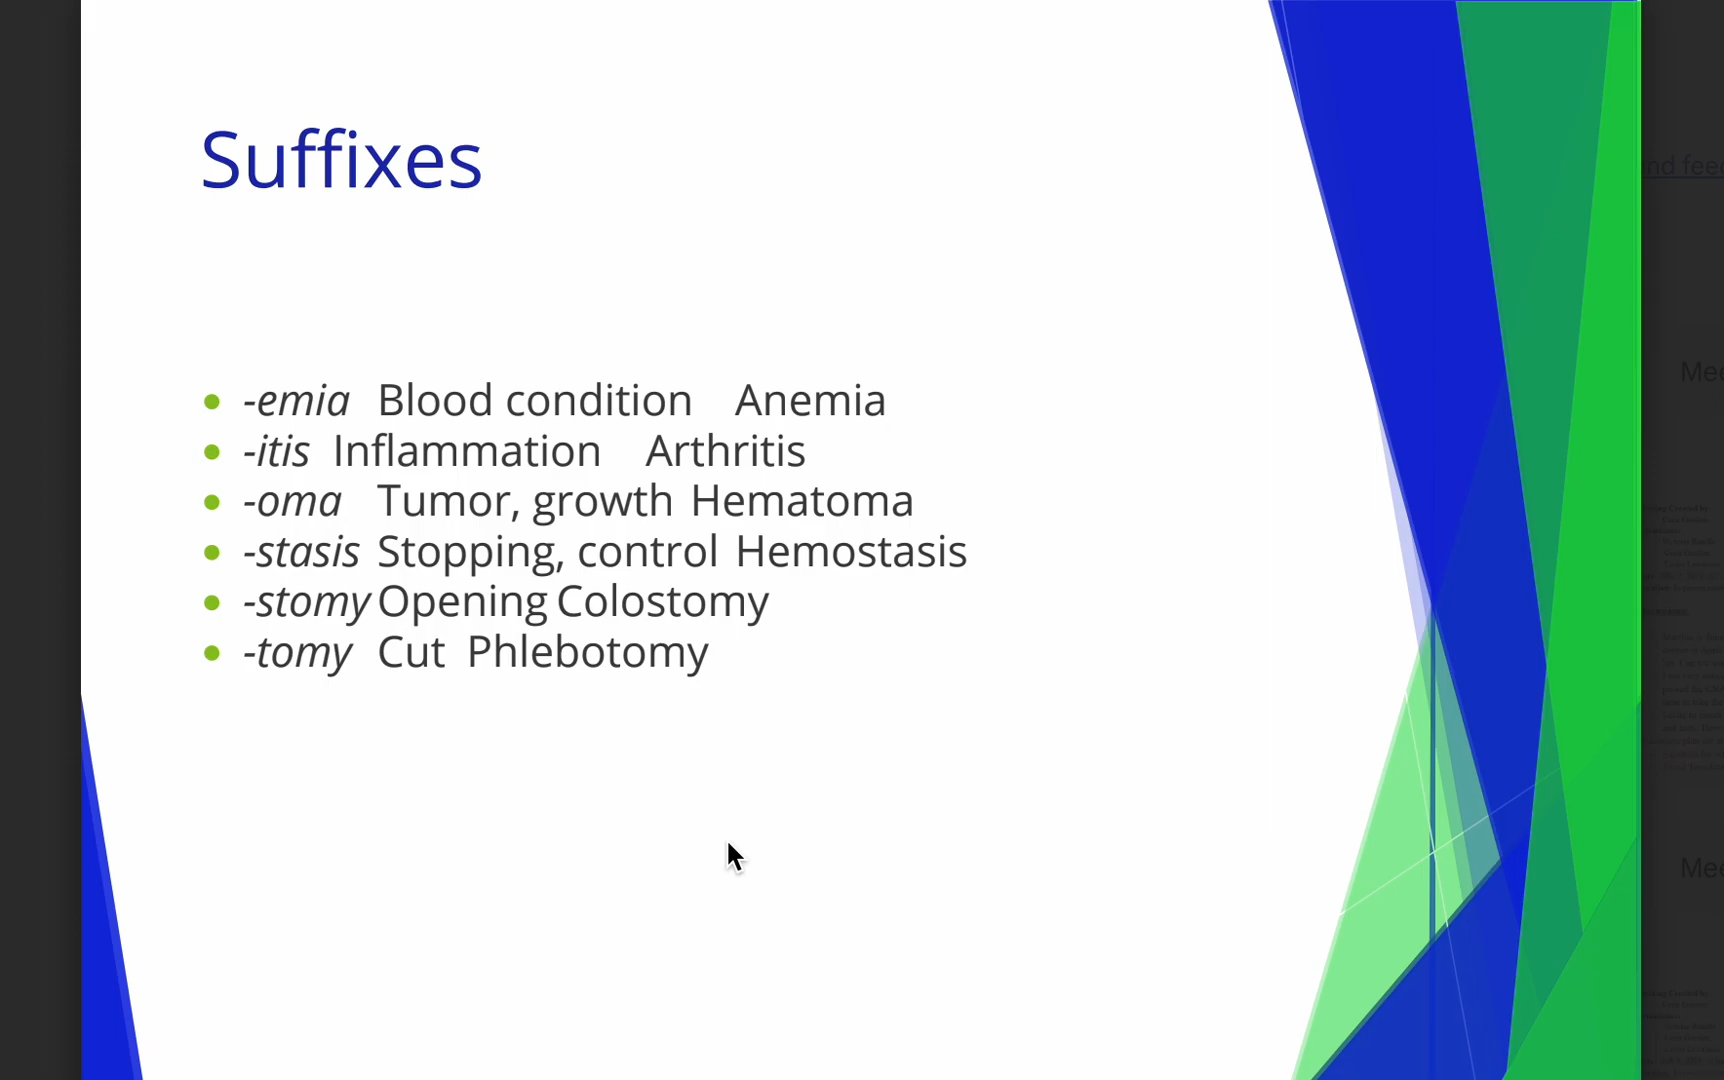 Suffixes
-emia Blood condition Anemia
-itis Inflammation Arthritis
-oma Tumor, growth Hematoma
-stasis Stopping, control Hemostasis
-stomy Opening Colostomy
-tomy Cut Phlebotomy